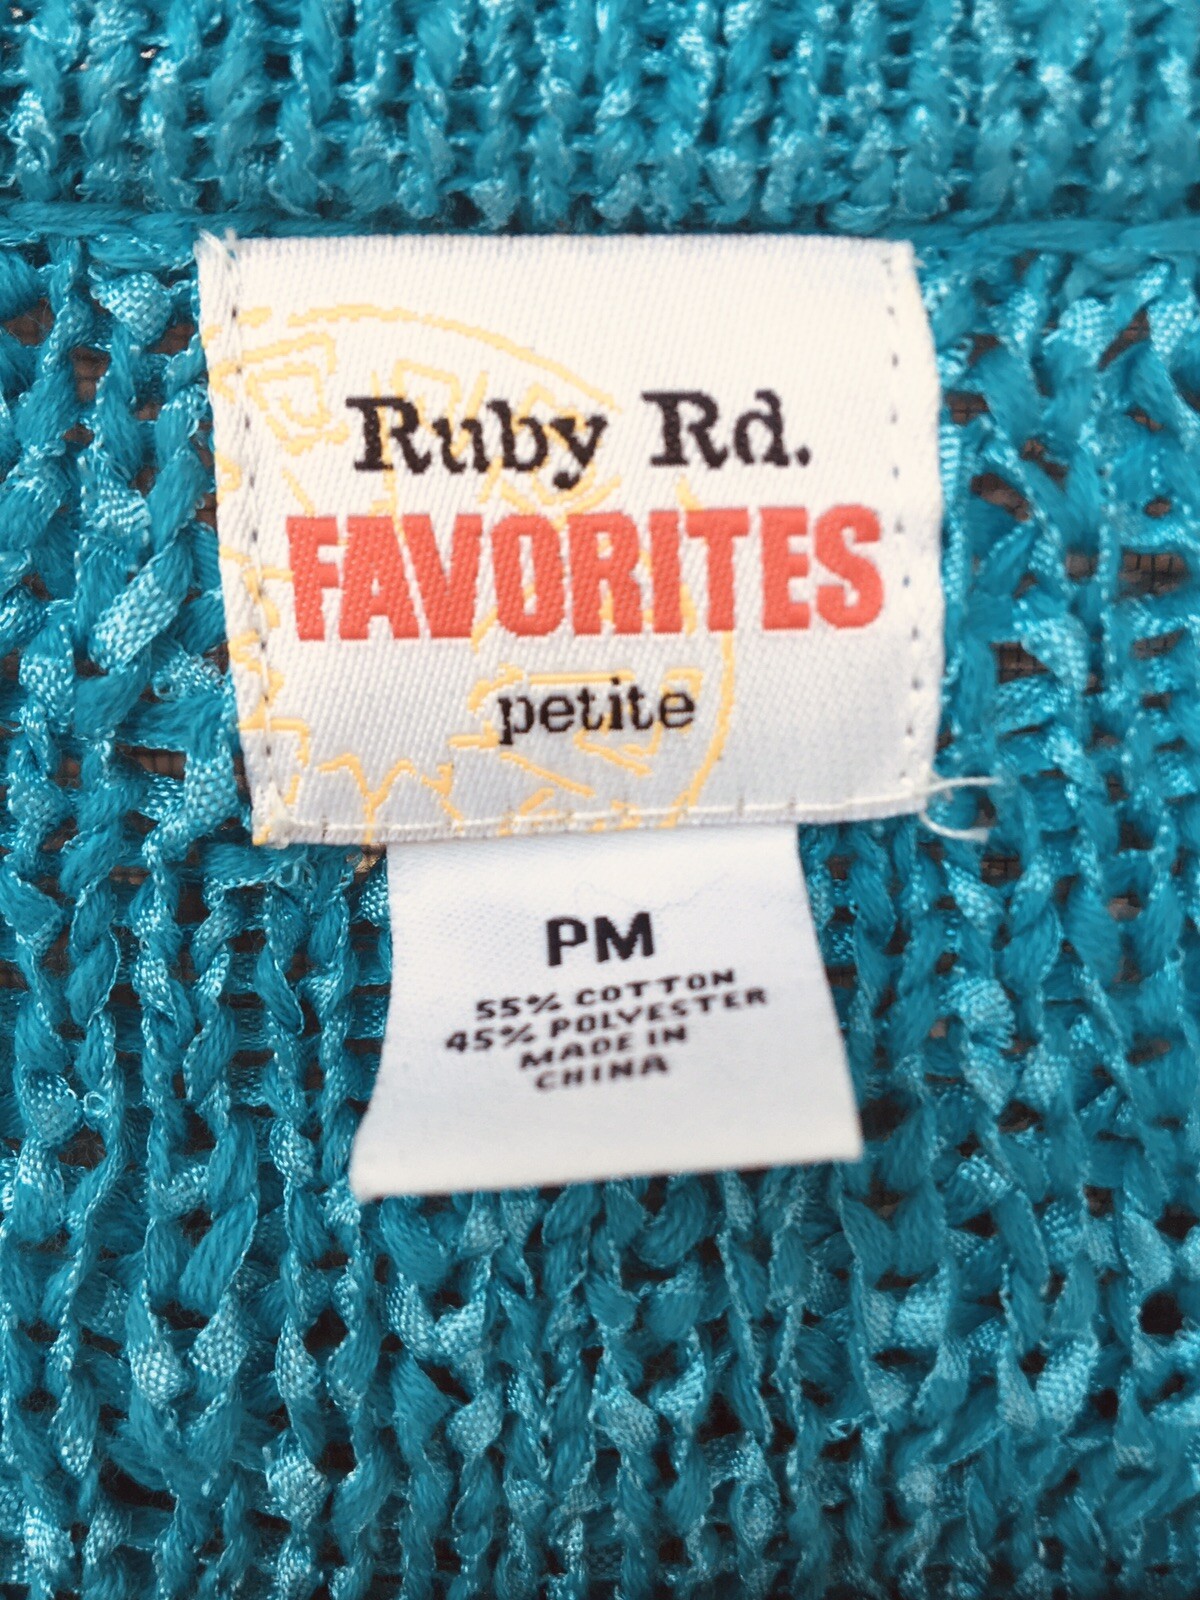 Ruby Rd.
FAVORITES
petite
PM
55% COTTON
45% POLYESTER
MADE IN
CHINA